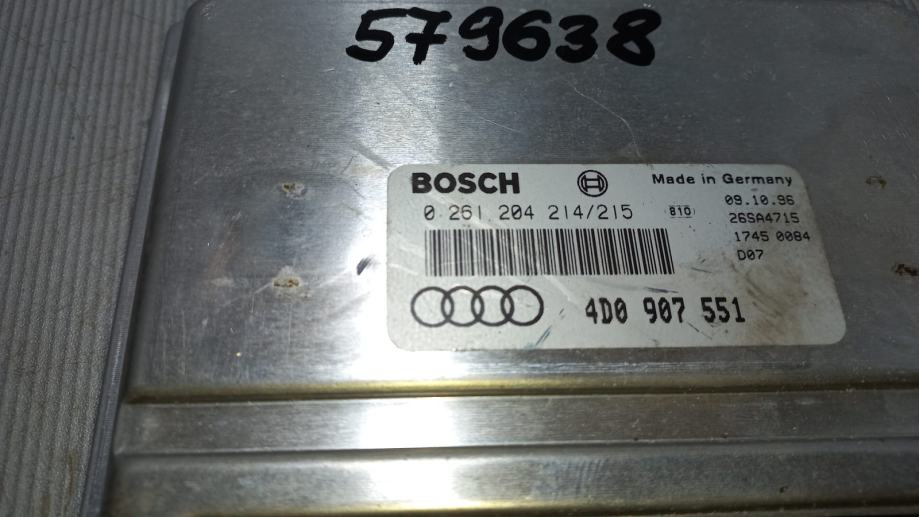 579638
BOSCH Made in Germany
0 261 204 214/215 810 09.10.96
26SA4715
1745 0084
D07
4D0 907 551